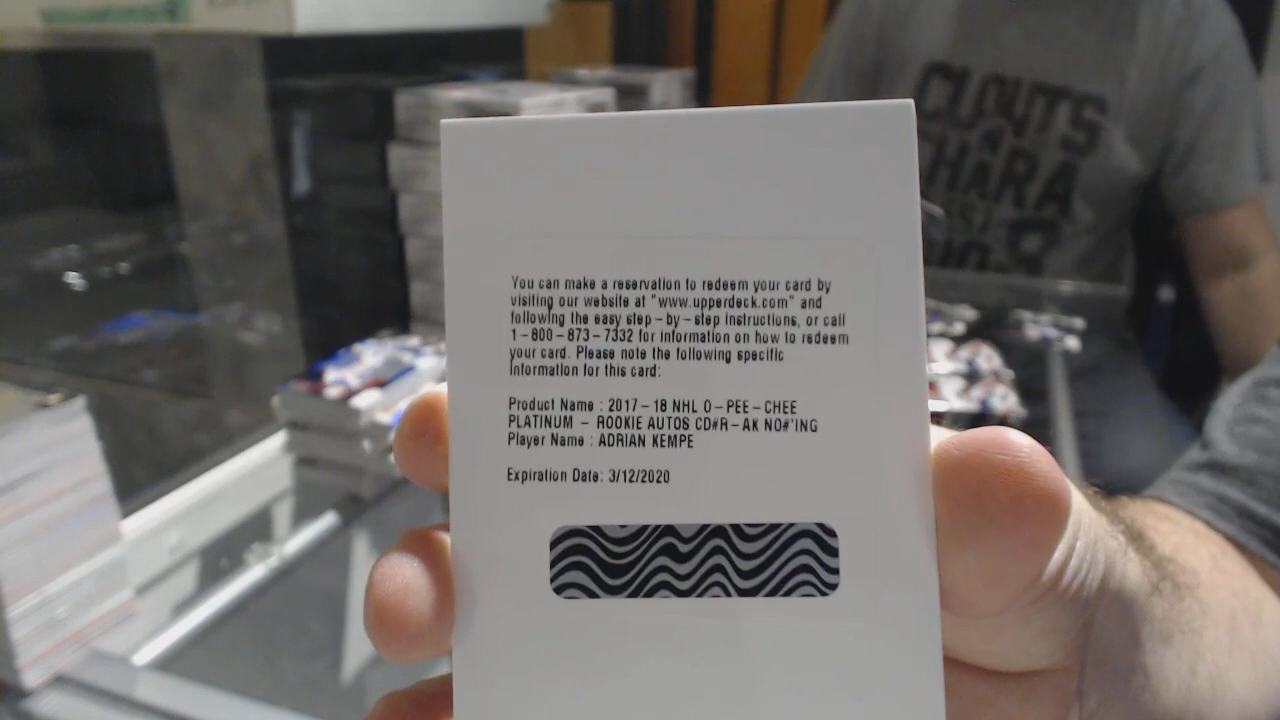 CLOUTS
CHARA
You can make a reservation to redeem your card by
visiting our website at "www.upperdeck.com" and
following the easy step-by-step instructions, or call
1-800-873-7332 for information on how to redeem
your card. Please note the following specific
information for this card:
Product Name : 2017-18 NHL O-PEE-CHEE
PLATINUM - ROOKIE AUTOS CD#R-AK NO#'ING
Player Name : ADRIAN KEMPE
Expiration Date: 3/12/2020